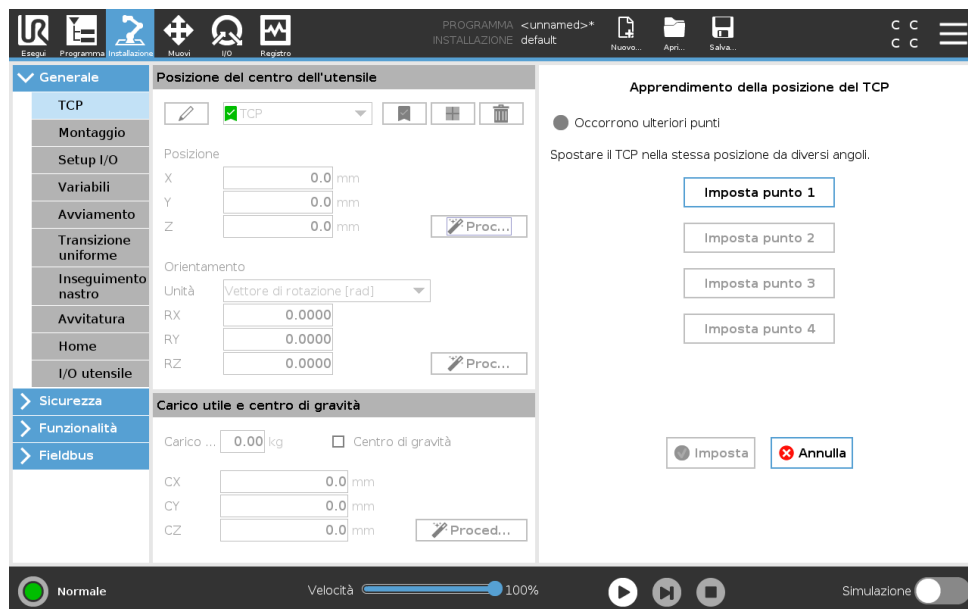 UR
PROGRAMMA <unnamed>*
INSTALLAZIONE default
C C
C C
Esegui Programma Installazione Muovi I/O Registro Nuovo... Apri... Salva...
Generale
TCP
Montaggio
Setup I/O
Variabili
Avviamento
Transizione
uniforme
Inseguimento
nastro
Avvitatura
Home
I/O utensile
Sicurezza
Funzionalità
Fieldbus
Posizione del centro dell'utensile
TCP
Posizione
X 0.0 mm
Y 0.0 mm
Z 0.0 mm Proc...
Orientamento
Unità Vettore di rotazione [rad]
RX 0.0000
RY 0.0000
RZ 0.0000 Proc...
Carico utile e centro di gravità
Carico ... 0.00 kg Centro di gravità
CX 0.0 mm
CY 0.0 mm
CZ 0.0 mm Proced...
Apprendimento della posizione del TCP
Occorrono ulteriori punti
Spostare il TCP nella stessa posizione da diversi angoli.
Imposta punto 1
Imposta punto 2
Imposta punto 3
Imposta punto 4
Imposta Annulla
Normale Velocità 100% Simulazione